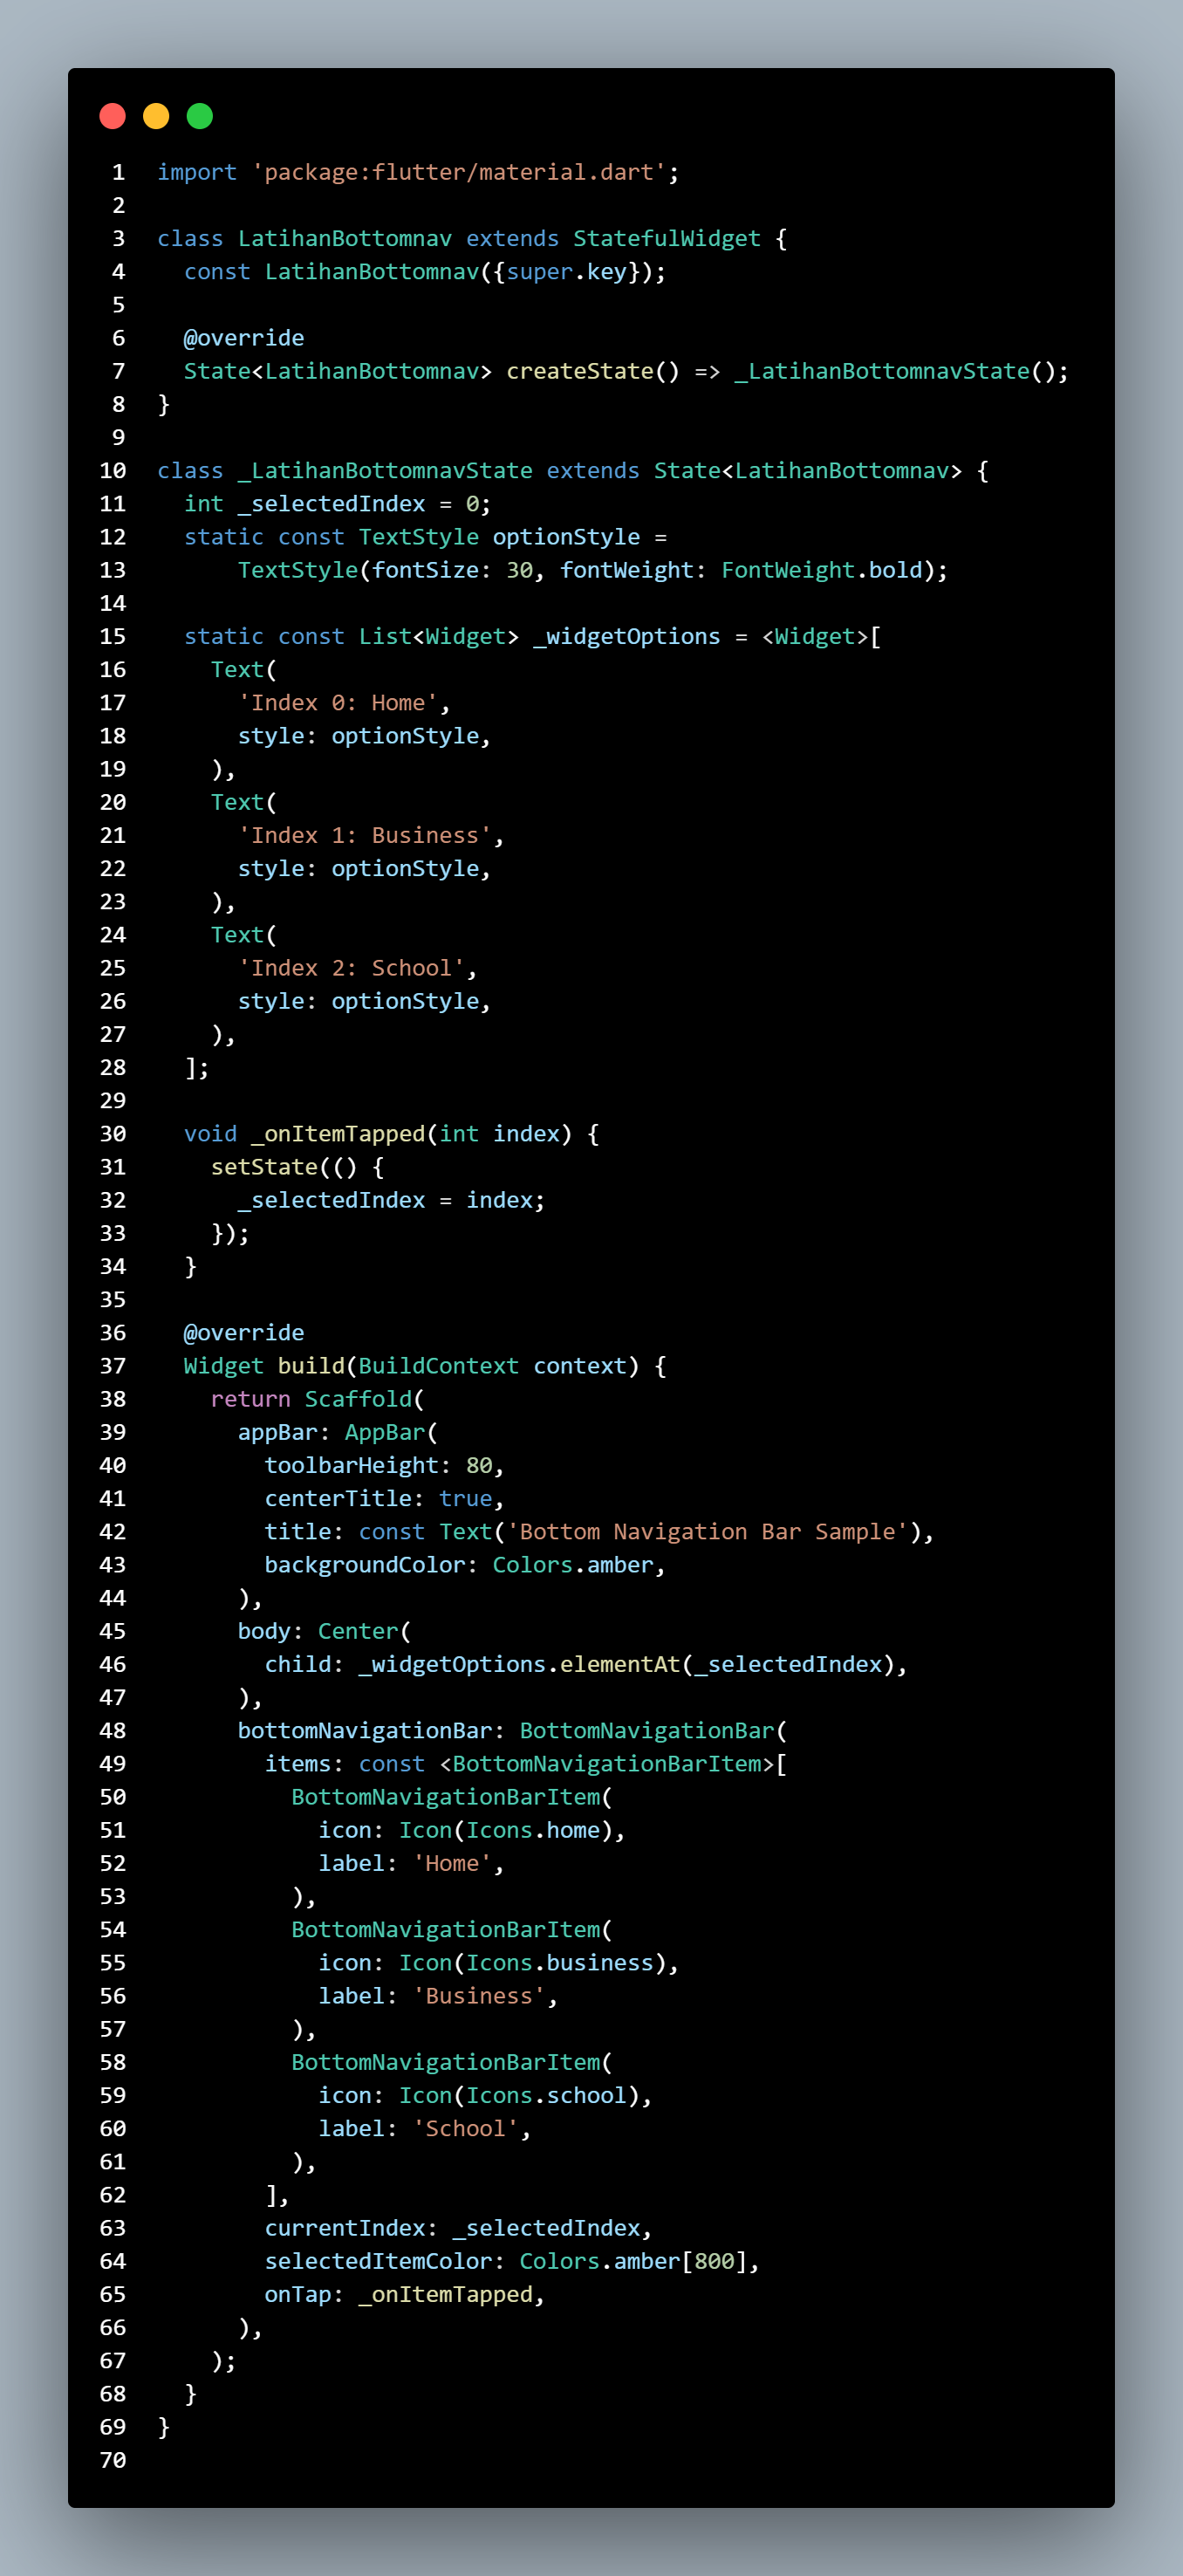 1 import 'package:flutter/material.dart';
2
3 class LatihanBottomnav extends StatefulWidget {
4   const LatihanBottomnav({super.key});
5
6   @override
7   State<LatihanBottomnav> createState() => _LatihanBottomnavState();
8 }
9
10 class _LatihanBottomnavState extends State<LatihanBottomnav> {
11   int _selectedIndex = 0;
12   static const TextStyle optionStyle =
13       TextStyle(fontSize: 30, fontWeight: FontWeight.bold);
14
15   static const List<Widget> _widgetOptions = <Widget>[
16     Text(
17       'Index 0: Home',
18       style: optionStyle,
19     ),
20     Text(
21       'Index 1: Business',
22       style: optionStyle,
23     ),
24     Text(
25       'Index 2: School',
26       style: optionStyle,
27     ),
28   ];
29
30   void _onItemTapped(int index) {
31     setState(() {
32       _selectedIndex = index;
33     });
34   }
35
36   @override
37   Widget build(BuildContext context) {
38     return Scaffold(
39       appBar: AppBar(
40         toolbarHeight: 80,
41         centerTitle: true,
42         title: const Text('Bottom Navigation Bar Sample'),
43         backgroundColor: Colors.amber,
44       ),
45       body: Center(
46         child: _widgetOptions.elementAt(_selectedIndex),
47       ),
48       bottomNavigationBar: BottomNavigationBar(
49         items: const <BottomNavigationBarItem>[
50           BottomNavigationBarItem(
51             icon: Icon(Icons.home),
52             label: 'Home',
53           ),
54           BottomNavigationBarItem(
55             icon: Icon(Icons.business),
56             label: 'Business',
57           ),
58           BottomNavigationBarItem(
59             icon: Icon(Icons.school),
60             label: 'School',
61           ),
62         ],
63         currentIndex: _selectedIndex,
64         selectedItemColor: Colors.amber[800],
65         onTap: _onItemTapped,
66       ),
67     );
68   }
69 }
70